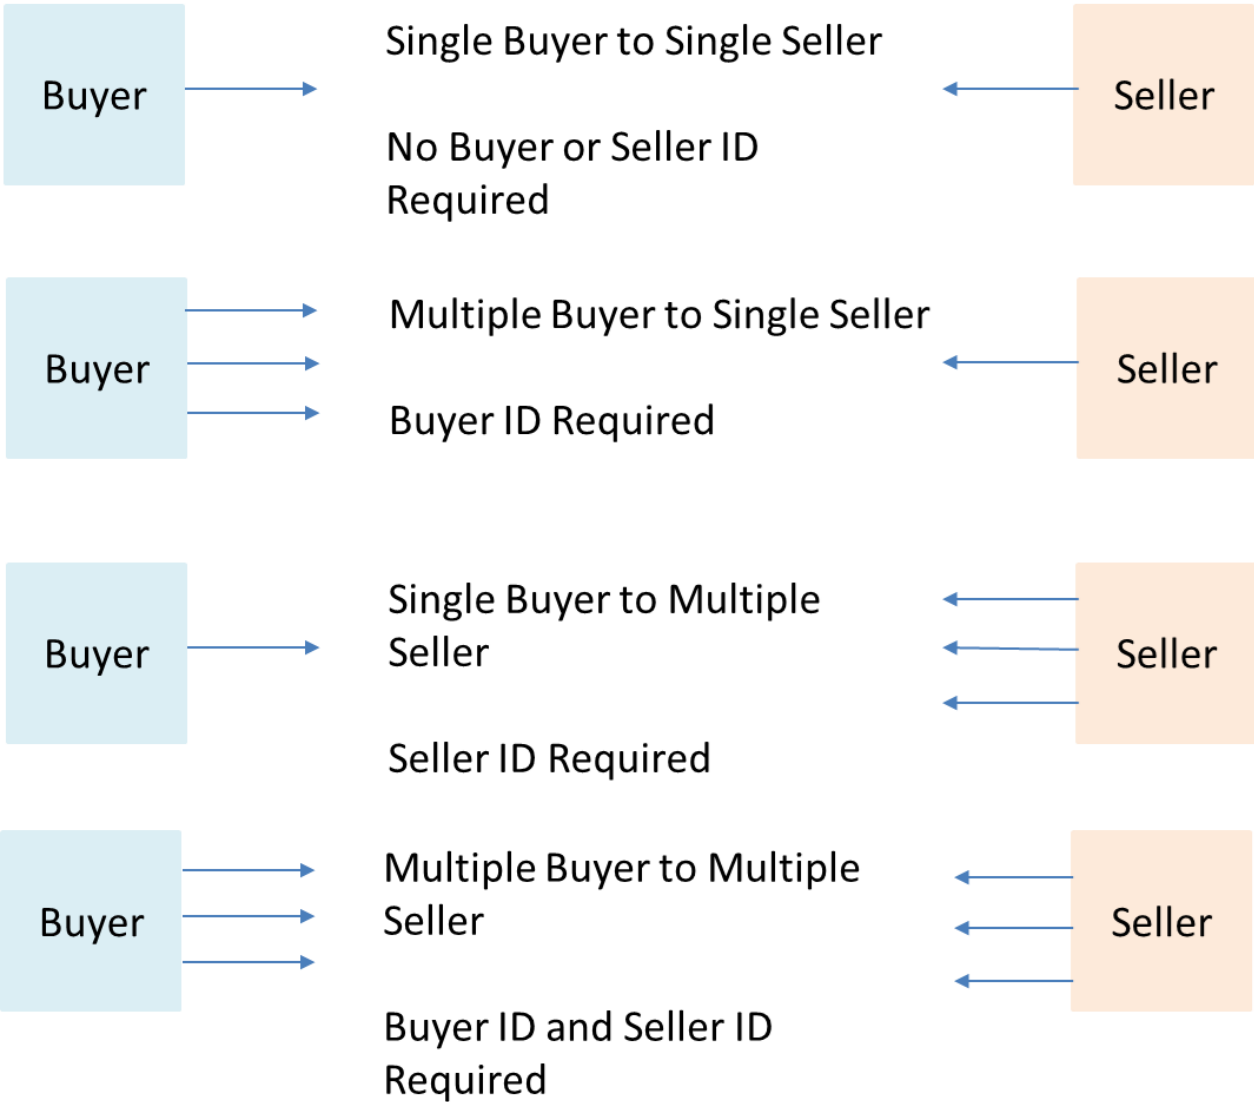 Buyer
Single Buyer to Single Seller
No Buyer or Seller ID
Required
Seller
Buyer
Multiple Buyer to Single Seller
Buyer ID Required
Seller
Buyer
Single Buyer to Multiple
Seller
Seller ID Required
Seller
Buyer
Multiple Buyer to Multiple
Seller
Buyer ID and Seller ID
Required
Seller